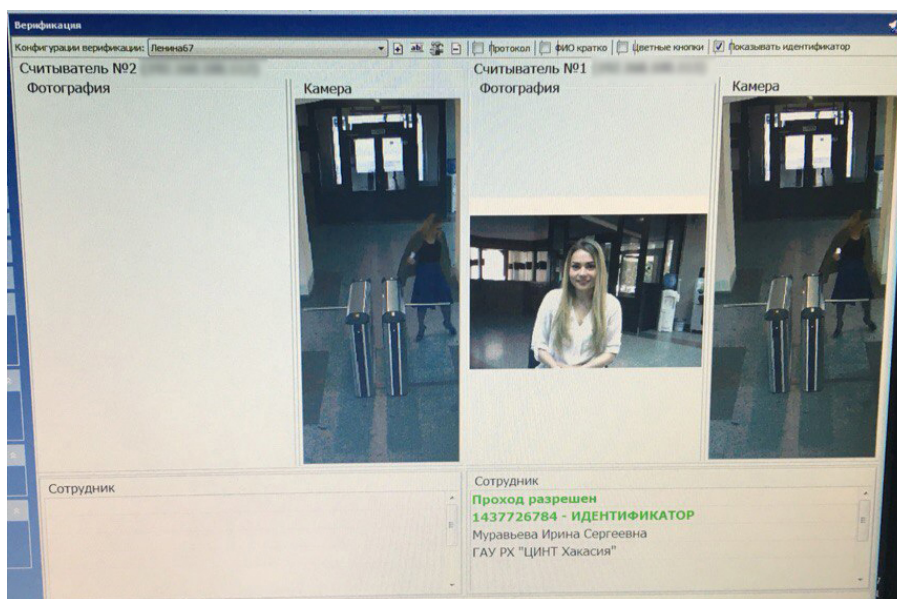 Верификация
Конфигурации верификации: Ленина67 Протокол ФИО кратко Цветные кнопки Показывать идентификатор
Считыватель №2
Фотография
Камера
Сотрудник
Считыватель №1
Фотография
Камера
Сотрудник
Проход разрешен
1437726784 - ИДЕНТИФИКАТОР
Муравьева Ирина Сергеевна
ГАУ РХ "ЦИНТ Хакасия"